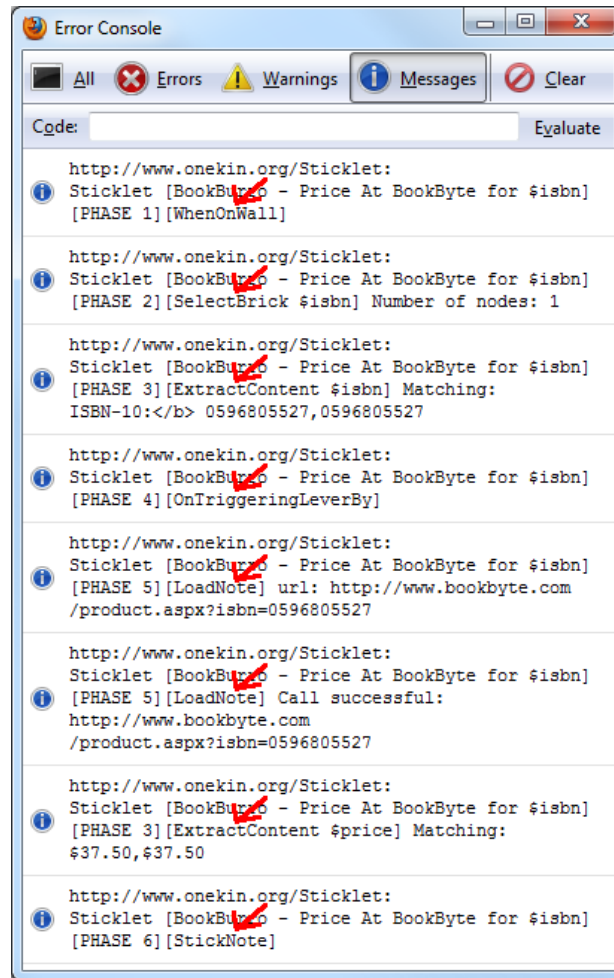 Error Console
All Errors Warnings Messages Clear
Code: Evaluate
http://www.onekin.org/Sticklet:
Sticklet [BookBurro - Price At BookByte for $isbn]
[PHASE 1][WhenOnWall]
http://www.onekin.org/Sticklet:
Sticklet [BookBurro - Price At BookByte for $isbn]
[PHASE 2][SelectBrick $isbn] Number of nodes: 1
http://www.onekin.org/Sticklet:
Sticklet [BookBurro - Price At BookByte for $isbn]
[PHASE 3][ExtractContent $isbn] Matching:
ISBN-10:</b> 0596805527,0596805527
http://www.onekin.org/Sticklet:
Sticklet [BookBurro - Price At BookByte for $isbn]
[PHASE 4][OnTriggeringLeverBy]
http://www.onekin.org/Sticklet:
Sticklet [BookBurro - Price At BookByte for $isbn]
[PHASE 5][LoadNote] url: http://www.bookbyte.com
/product.aspx?isbn=0596805527
http://www.onekin.org/Sticklet:
Sticklet [BookBurro - Price At BookByte for $isbn]
[PHASE 5][LoadNote] Call successful:
http://www.bookbyte.com
/product.aspx?isbn=0596805527
http://www.onekin.org/Sticklet:
Sticklet [BookBurro - Price At BookByte for $isbn]
[PHASE 3][ExtractContent $price] Matching:
$37.50,$37.50
http://www.onekin.org/Sticklet:
Sticklet [BookBurro - Price At BookByte for $isbn]
[PHASE 6][StickNote]